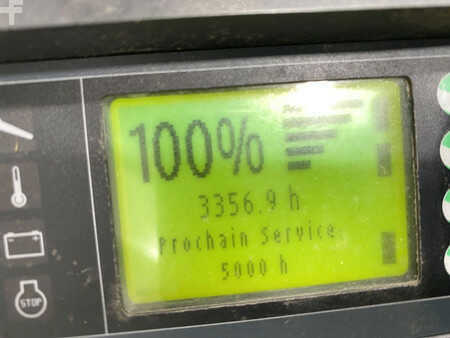 100%
3356.9 h
Prochain Service
5000 h
STOP